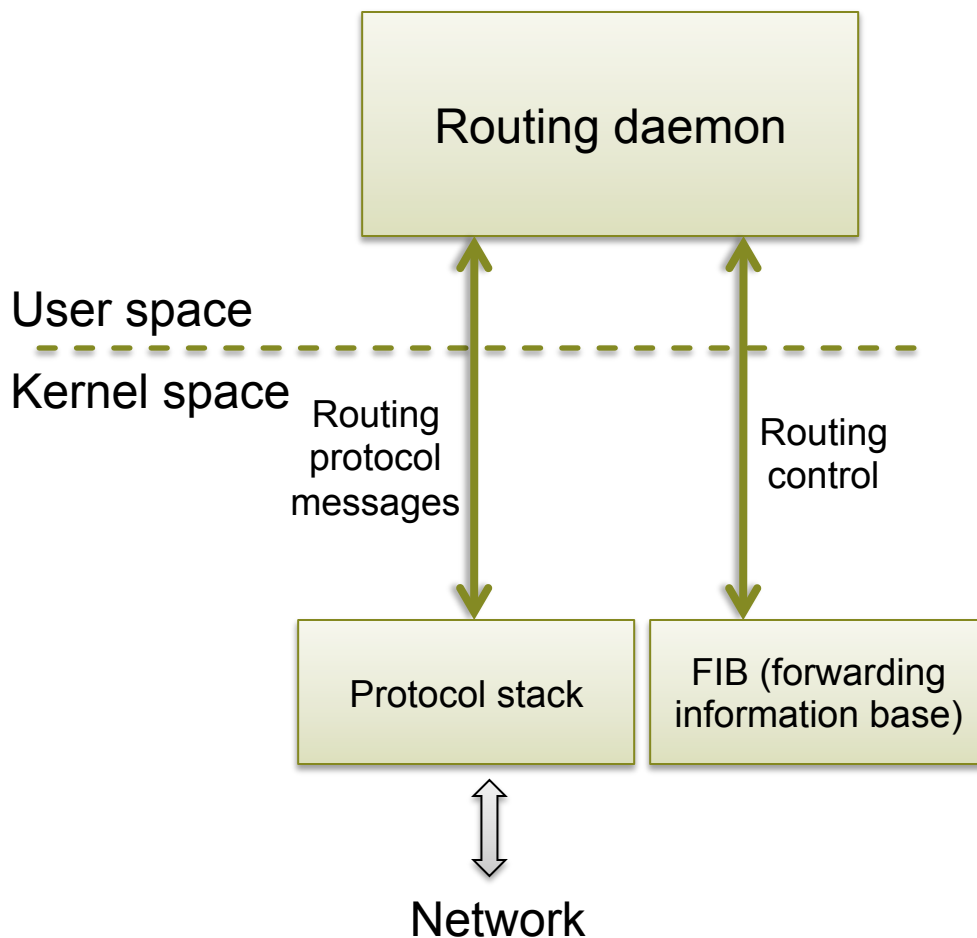 Routing daemon
User space
Kernel space
Routing
protocol
messages
Routing
control
Protocol stack
FIB (forwarding
information base)
Network